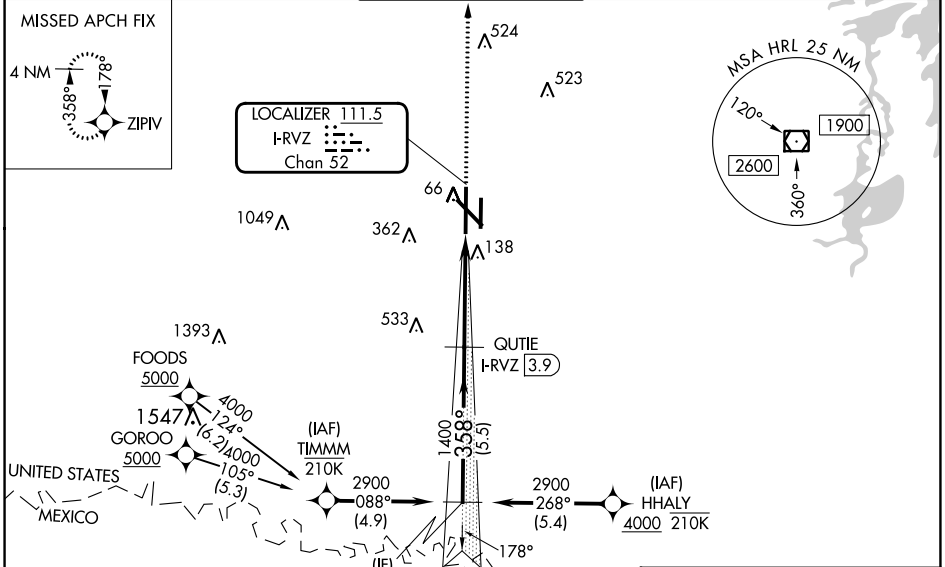 MISSED APCH FIX
4 NM
358°
178°
ZIPIV
524
523
MSA HRL 25 NM
120°
1900
2600
360°
LOCALIZER 111.5
I-RVZ
Chan 52
66
1049
362
138
533
1393
QUTIE
I-RVZ 3.9
FOODS
5000
4000
124°
(6.2)
1547
GOROO
5000
4000
105°
(5.3)
UNITED STATES
MEXICO
(IAF)
TIMMM
210K
2900
088°
(4.9)
1400
358°
(5.5)
2900
268°
(5.4)
(IAF)
HHALY
4000 210K
178°
(IF)